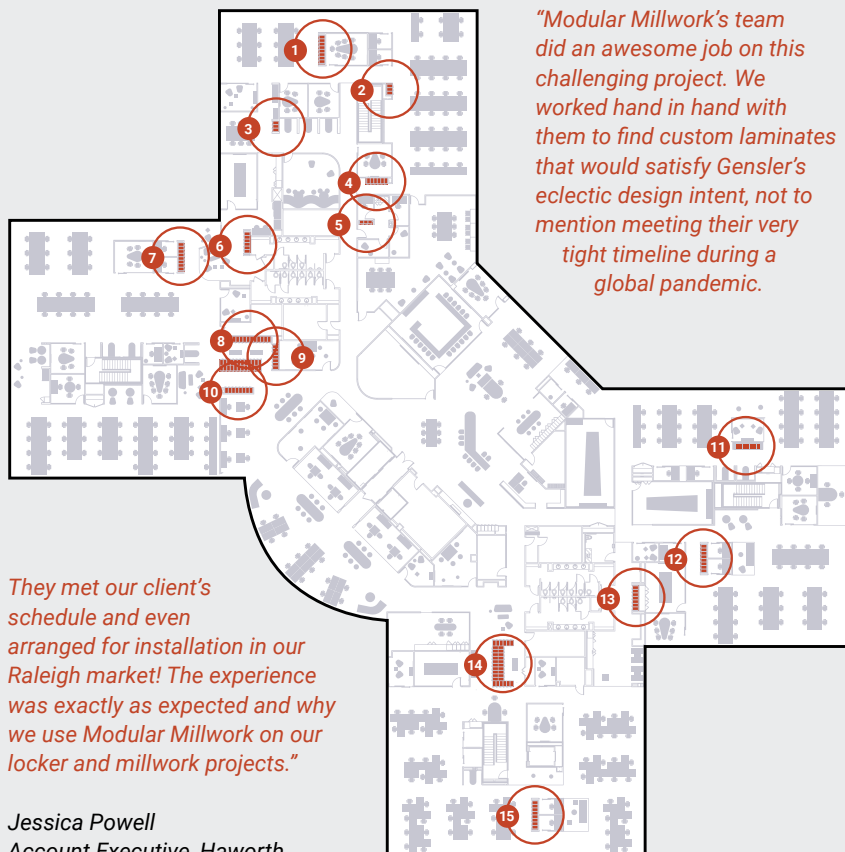 “Modular Millwork’s team
did an awesome job on this
challenging project. We
worked hand in hand with
them to find custom laminates
that would satisfy Gensler’s
eclectic design intent, not to
mention meeting their very
tight timeline during a
global pandemic.
1
2
3
4
5
6
7
8
9
10
11
12
13
14
15
They met our client’s
schedule and even
arranged for installation in our
Raleigh market! The experience
was exactly as expected and why
we use Modular Millwork on our
locker and millwork projects.”
Jessica Powell
Account Executive, Haworth